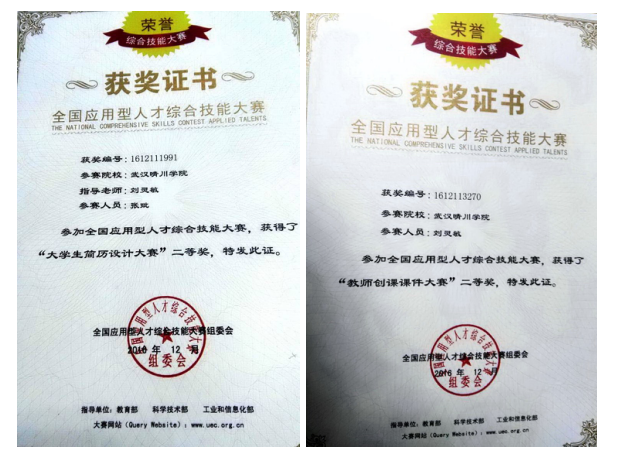 荣誉
综合技能大赛
获奖证书
全国应用型人才综合技能大赛
THE NATIONAL COMPREHENSIVE SKILLS CONTEST APPLIED TALENTS
获奖编号：1612111991
参赛院校：武汉晴川学院
指导老师：刘灵敏
参赛人员：张斌
参加全国应用型人才综合技能大赛，获得了
“大学生简历设计大赛”二等奖，特发此证。
全国应用型人才综合技能大赛组委会
2016 年 12 月
组委会
指导单位：教育部 科学技术部 工业和信息化部
大赛网站（Query Website）：www.uec.org.cn
荣誉
综合技能大赛
获奖证书
全国应用型人才综合技能大赛
THE NATIONAL COMPREHENSIVE SKILLS CONTEST APPLIED TALENTS
获奖编号：1612113270
参赛院校：武汉晴川学院
参赛人员：刘灵敏
参加全国应用型人才综合技能大赛，获得了
“教师创课课件大赛”二等奖，特发此证。
全国应用型人才综合技能大赛组委会
2016 年 12 月
组委会
指导单位：教育部 科学技术部 工业和信息化部
大赛网站（Query Website）：www.uec.org.cn